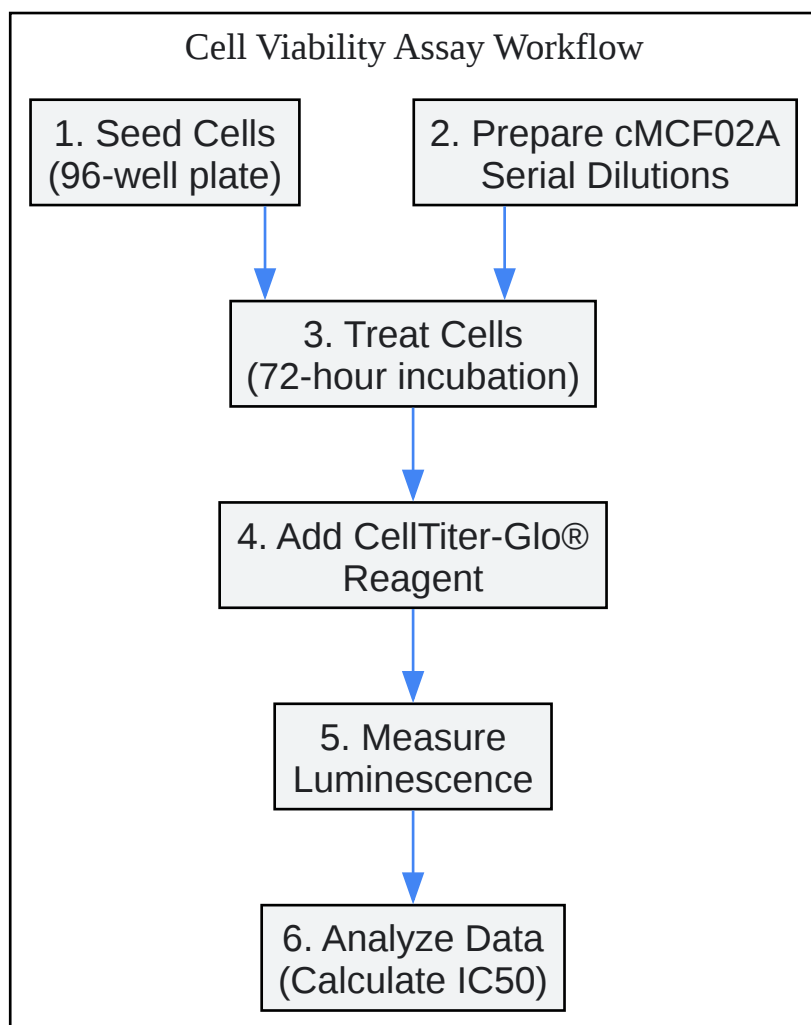 Cell Viability Assay Workflow
1. Seed Cells
(96-well plate)
2. Prepare cMCF02A
Serial Dilutions
3. Treat Cells
(72-hour incubation)
4. Add CellTiter-Glo®
Reagent
5. Measure
Luminescence
6. Analyze Data
(Calculate IC50)